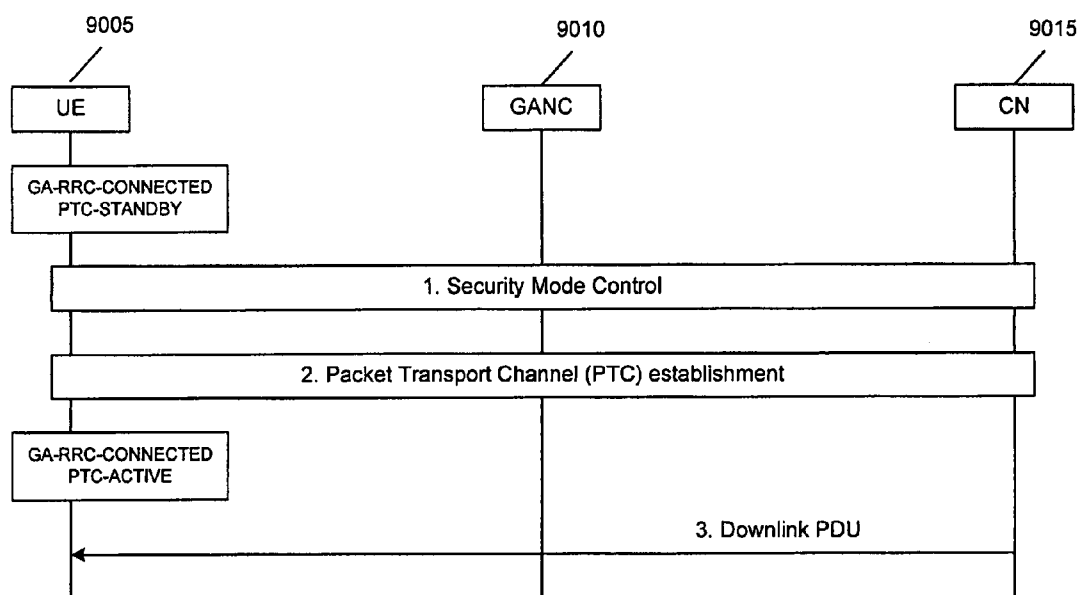 9005
9010
9015
UE
GANC
CN
GA-RRC-CONNECTED
PTC-STANDBY
1. Security Mode Control
2. Packet Transport Channel (PTC) establishment
GA-RRC-CONNECTED
PTC-ACTIVE
3. Downlink PDU